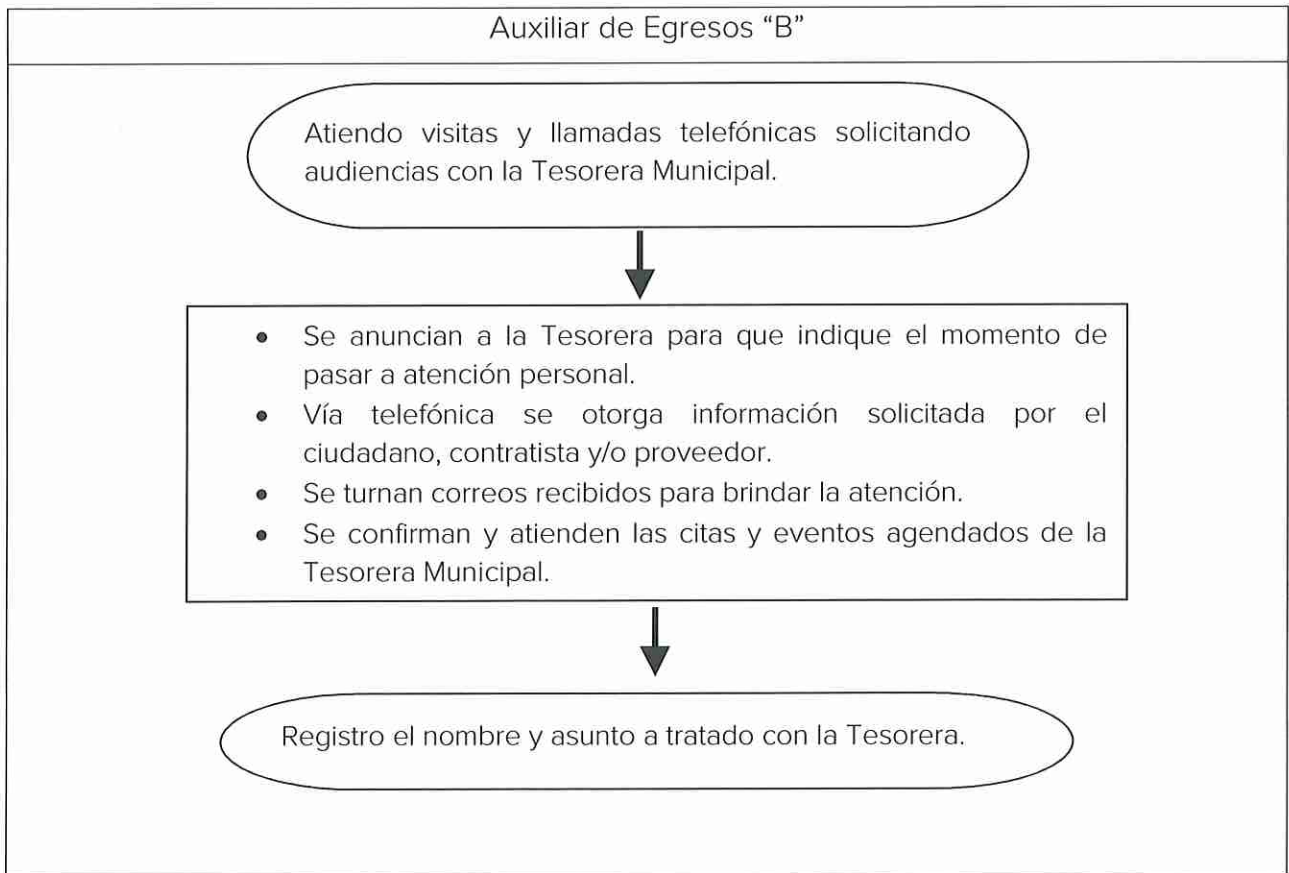 Auxiliar de Egresos “B”
Atiendo visitas y llamadas telefónicas solicitando
audiencias con la Tesorera Municipal.
• Se anuncian a la Tesorera para que indique el momento de
pasar a atención personal.
• Vía telefónica se otorga información solicitada por el
ciudadano, contratista y/o proveedor.
• Se turnan correos recibidos para brindar la atención.
• Se confirman y atienden las citas y eventos agendados de la
Tesorera Municipal.
Registro el nombre y asunto a tratado con la Tesorera.